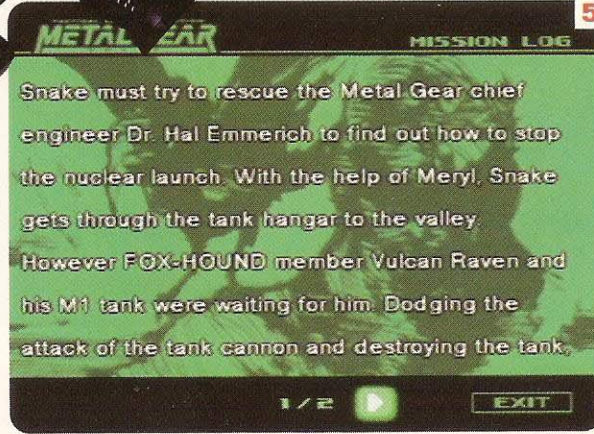 5
METAL GEAR
MISSION LOG
Snake must try to rescue the Metal Gear chief
engineer Dr. Hal Emmerich to find out how to stop
the nuclear launch. With the help of Meryl, Snake
gets through the tank hangar to the valley.
However FOX-HOUND member Vulcan Raven and
his M1 tank were waiting for him. Dodging the
attack of the tank cannon and destroying the tank,
1/2
EXIT